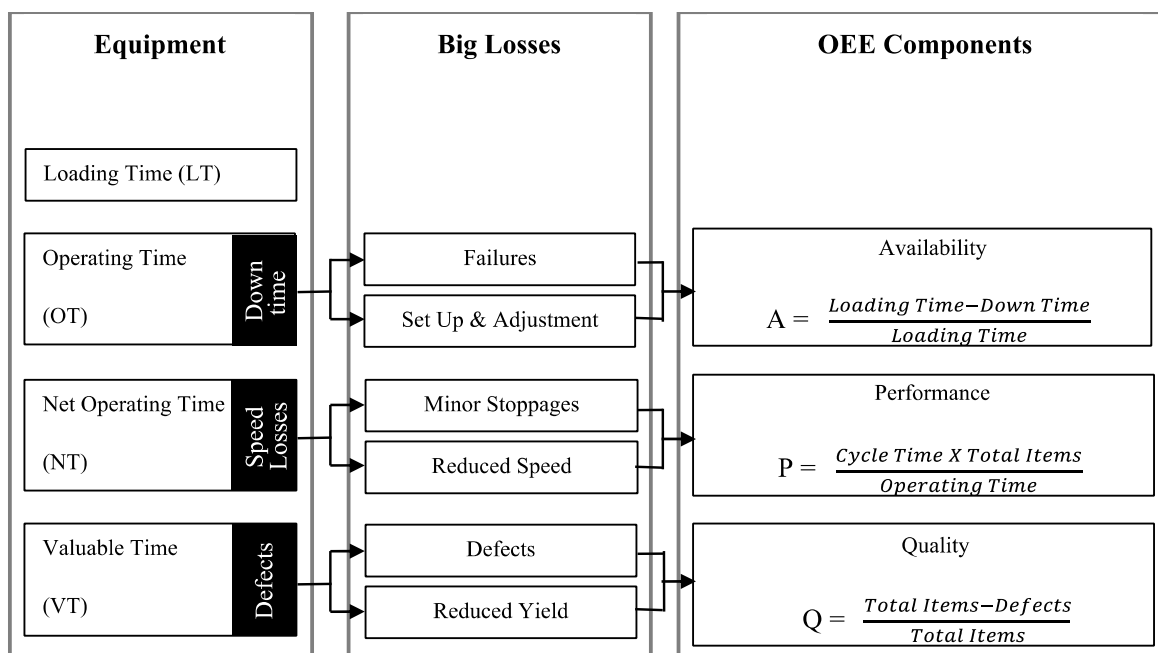 Equipment
Big Losses
OEE Components
Loading Time (LT)
Operating Time
(OT)
Down
time
Failures
Set Up & Adjustment
Availability
A = Loading Time−Down Time
Loading Time
Net Operating Time
(NT)
Speed
Losses
Minor Stoppages
Reduced Speed
Performance
P = Cycle Time X Total Items
Operating Time
Valuable Time
(VT)
Defects
Defects
Reduced Yield
Quality
Q = Total Items−Defects
Total Items